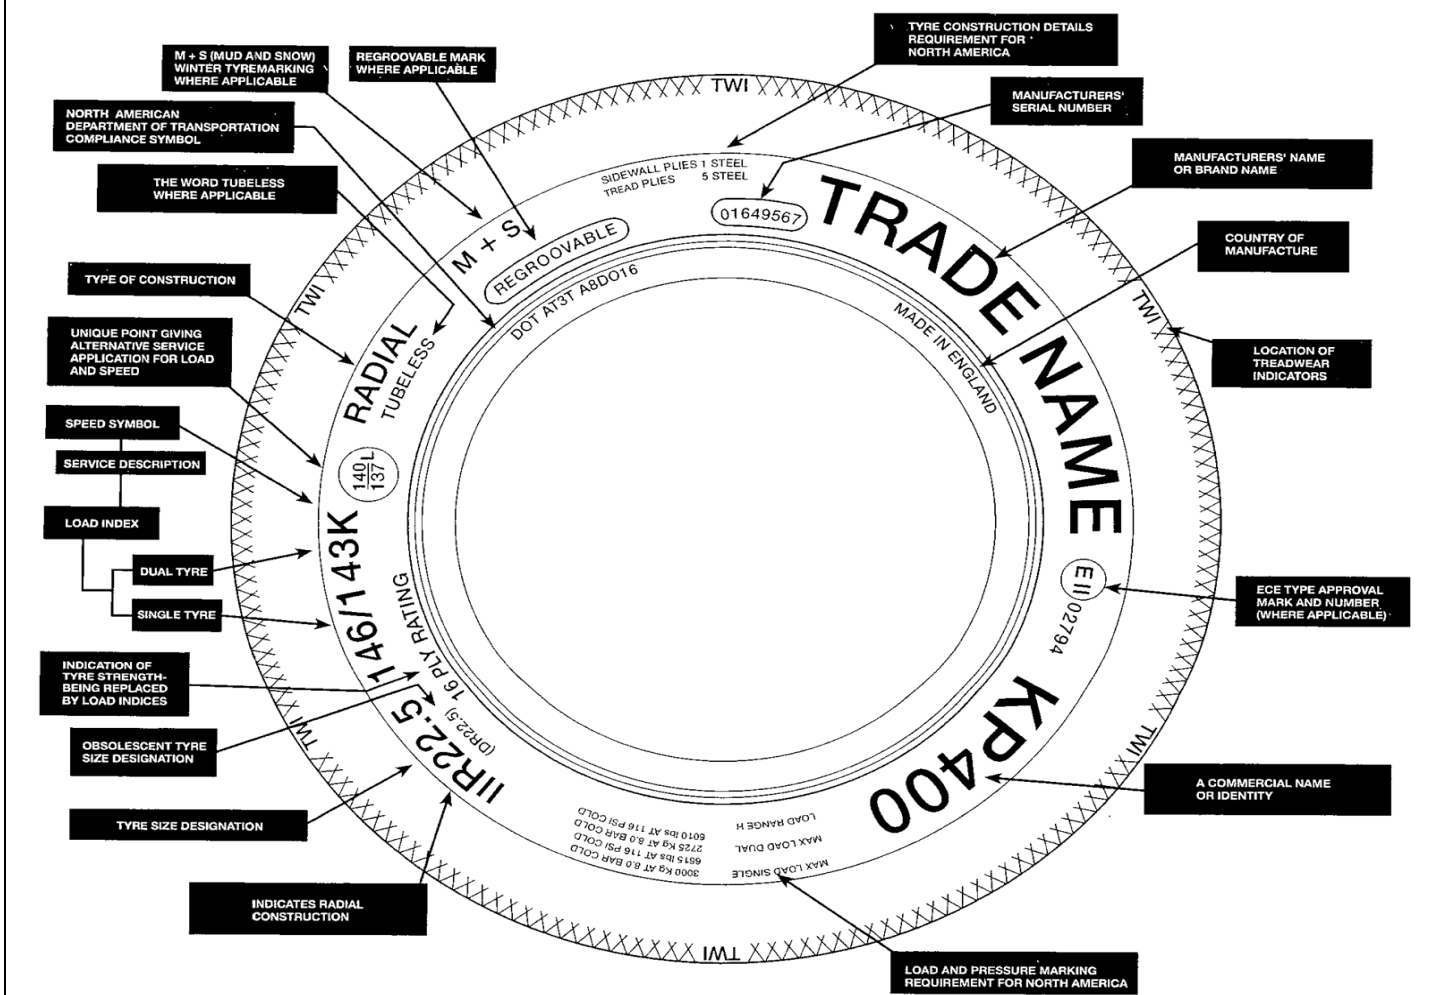 TYRE CONSTRUCTION DETAILS
REQUIREMENT FOR
NORTH AMERICA
M + S (MUD AND SNOW)
WINTER TYREMARKING
WHERE APPLICABLE
REGROOVABLE MARK
WHERE APPLICABLE
MANUFACTURERS'
SERIAL NUMBER
NORTH AMERICAN
DEPARTMENT OF TRANSPORTATION
COMPLIANCE SYMBOL
MANUFACTURERS' NAME
OR BRAND NAME
THE WORD TUBELESS
WHERE APPLICABLE
COUNTRY OF
MANUFACTURE
TYPE OF CONSTRUCTION
UNIQUE POINT GIVING
ALTERNATIVE SERVICE
APPLICATION FOR LOAD
AND SPEED
LOCATION OF
TREADWEAR
INDICATORS
SPEED SYMBOL
SERVICE DESCRIPTION
LOAD INDEX
DUAL TYRE
SINGLE TYRE
ECE TYPE APPROVAL
MARK AND NUMBER
(WHERE APPLICABLE)
INDICATION OF
TYRE STRENGTH-
BEING REPLACED
BY LOAD INDICES
OBSOLESCENT TYRE
SIZE DESIGNATION
A COMMERCIAL NAME
OR IDENTITY
TYRE SIZE DESIGNATION
INDICATES RADIAL
CONSTRUCTION
LOAD AND PRESSURE MARKING
REQUIREMENT FOR NORTH AMERICA
TWI
TWI
TWI
TWI
TWI
TWI
SIDEWALL PLIES 1 STEEL
TREAD PLIES 5 STEEL
01649567
TRADE NAME
M + S
REGROOVABLE
DOT AT3T A8DO16
MADE IN ENGLAND
RADIAL
TUBELESS
140
137 L
146/143K
16 PLY RATING
IIR22.5
(DR22.5)
EII 02794
KP400
LOAD RANGE H
MAX LOAD DUAL
MAX LOAD SINGLE
6010 lbs AT 116 PSI COLD
2725 Kg AT 8.0 BAR COLD
6615 lbs AT 116 PSI COLD
3000 Kg AT 8.0 BAR COLD